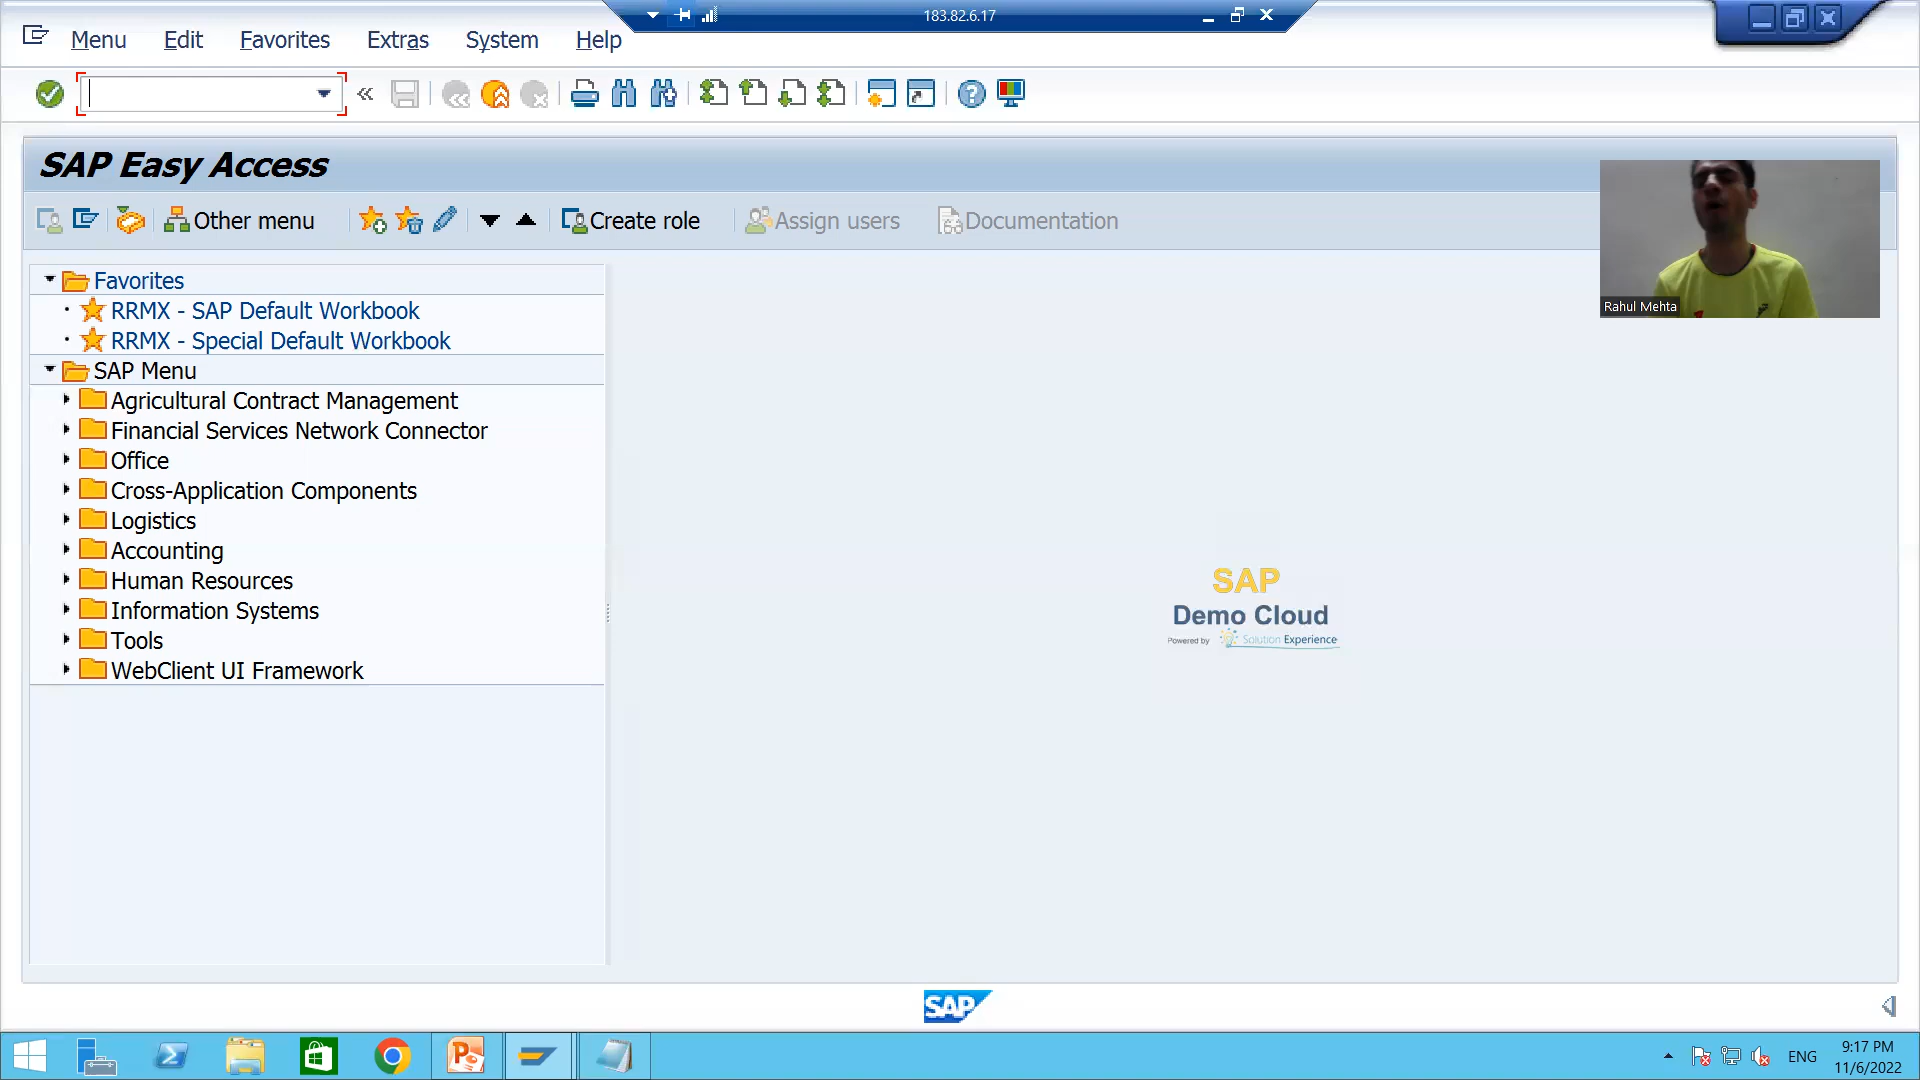 183.82.6.17
Menu Edit Favorites Extras System Help
SAP Easy Access
Other menu Create role Assign users Documentation
Rahul Mehta
Favorites
RRMX - SAP Default Workbook
RRMX - Special Default Workbook
SAP Menu
Agricultural Contract Management
Financial Services Network Connector
Office
Cross-Application Components
Logistics
Accounting
Human Resources
Information Systems
Tools
WebClient UI Framework
SAP
Demo Cloud
Powered by Solution Experience
SAP
ENG
9:17 PM
11/6/2022